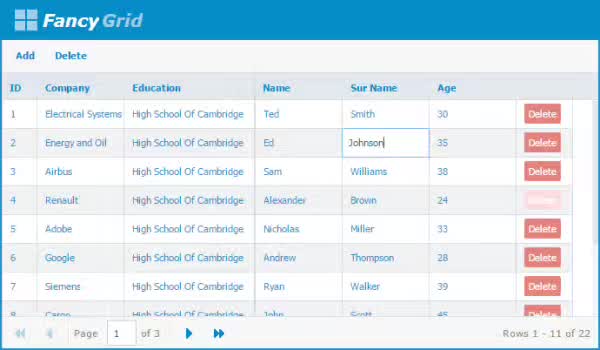 Fancy Grid
Add Delete
ID Company Education Name Sur Name Age
1 Electrical Systems High School Of Cambridge Ted Smith 30 Delete
2 Energy and Oil High School Of Cambridge Ed Johnson 35 Delete
3 Airbus High School Of Cambridge Sam Williams 38 Delete
4 Renault High School Of Cambridge Alexander Brown 24
5 Adobe High School Of Cambridge Nicholas Miller 33 Delete
6 Google High School Of Cambridge Andrew Thompson 28 Delete
7 Siemens High School Of Cambridge Ryan Walker 39 Delete
8 High School Of Cambridge John Scott 45
Page 1 of 3 Rows 1 - 11 of 22